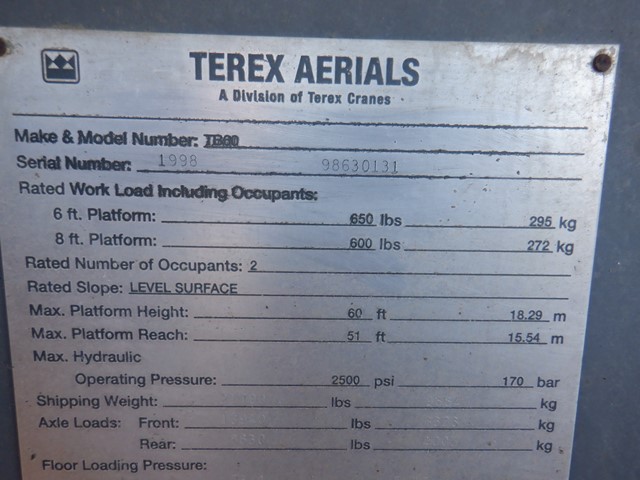 TEREX AERIALS
A Division of Terex Cranes
Make & Model Number: TB60
Serial Number: 1998 98630131
Rated Work Load Including Occupants:
6 ft. Platform: 650 lbs 295 kg
8 ft. Platform: 600 lbs 272 kg
Rated Number of Occupants: 2
Rated Slope: LEVEL SURFACE
Max. Platform Height: 60 ft 18.29 m
Max. Platform Reach: 51 ft 15.54 m
Max. Hydraulic
Operating Pressure: 2500 psi 170 bar
Shipping Weight: lbs kg
Axle Loads: Front: lbs kg
Rear: lbs kg
Floor Loading Pressure: